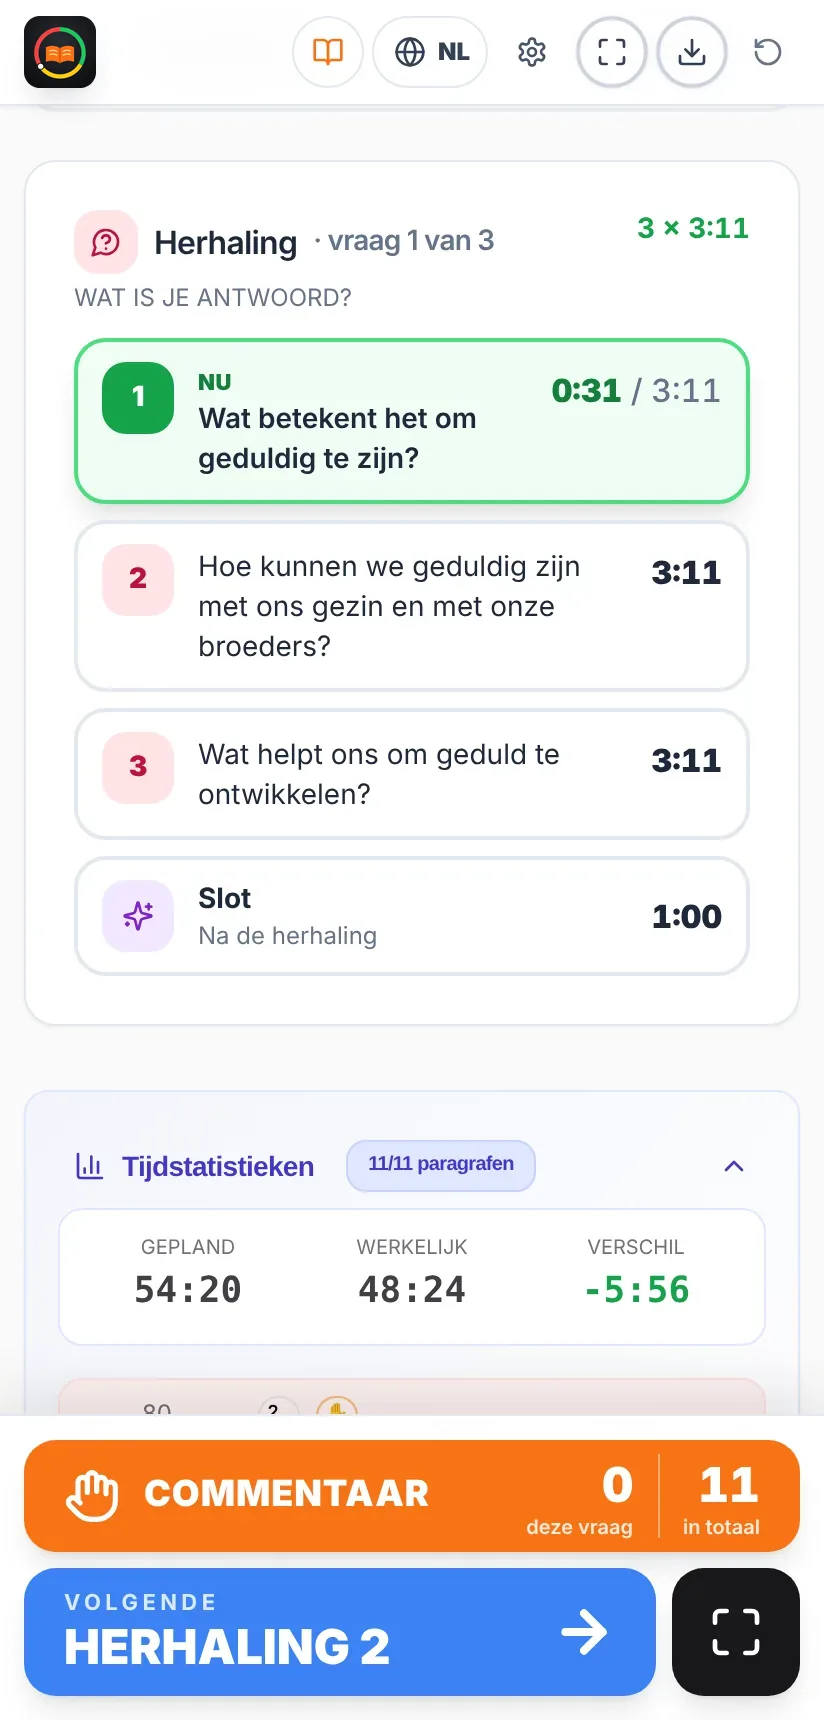 NL
Herhaling · vraag 1 van 3
3 × 3:11
WAT IS JE ANTWOORD?
1
NU
0:31 / 3:11
Wat betekent het om
geduldig te zijn?
2
Hoe kunnen we geduldig zijn
3:11
met ons gezin en met onze
broeders?
3
Wat helpt ons om geduld te
3:11
ontwikkelen?
Slot
1:00
Na de herhaling
Tijdstatistieken
11/11 paragrafen
GEPLAND
WERKELIJK
VERSCHIL
54:20
48:24
-5:56
COMMENTAAR
0
11
deze vraag
in totaal
VOLGENDE
HERHALING 2